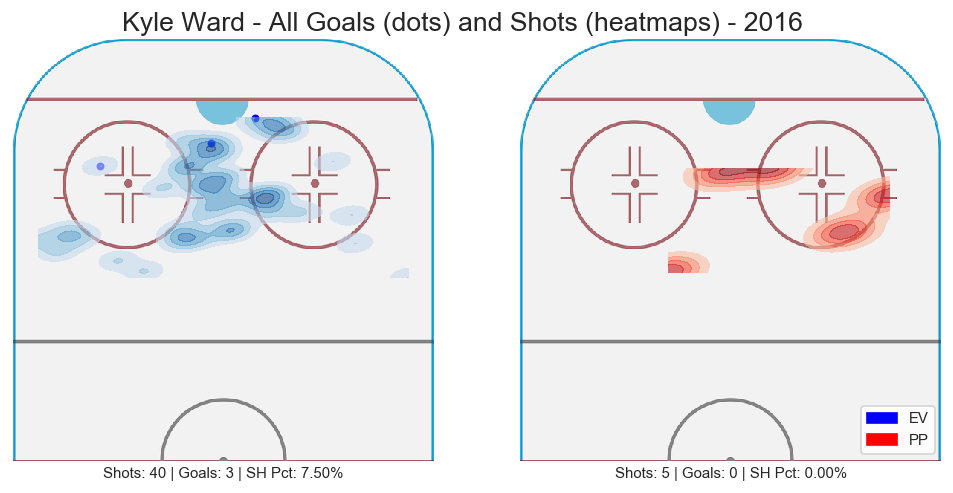 Kyle Ward - All Goals (dots) and Shots (heatmaps) - 2016
EV
PP
Shots: 40 | Goals: 3 | SH Pct: 7.50%
Shots: 5 | Goals: 0 | SH Pct: 0.00%